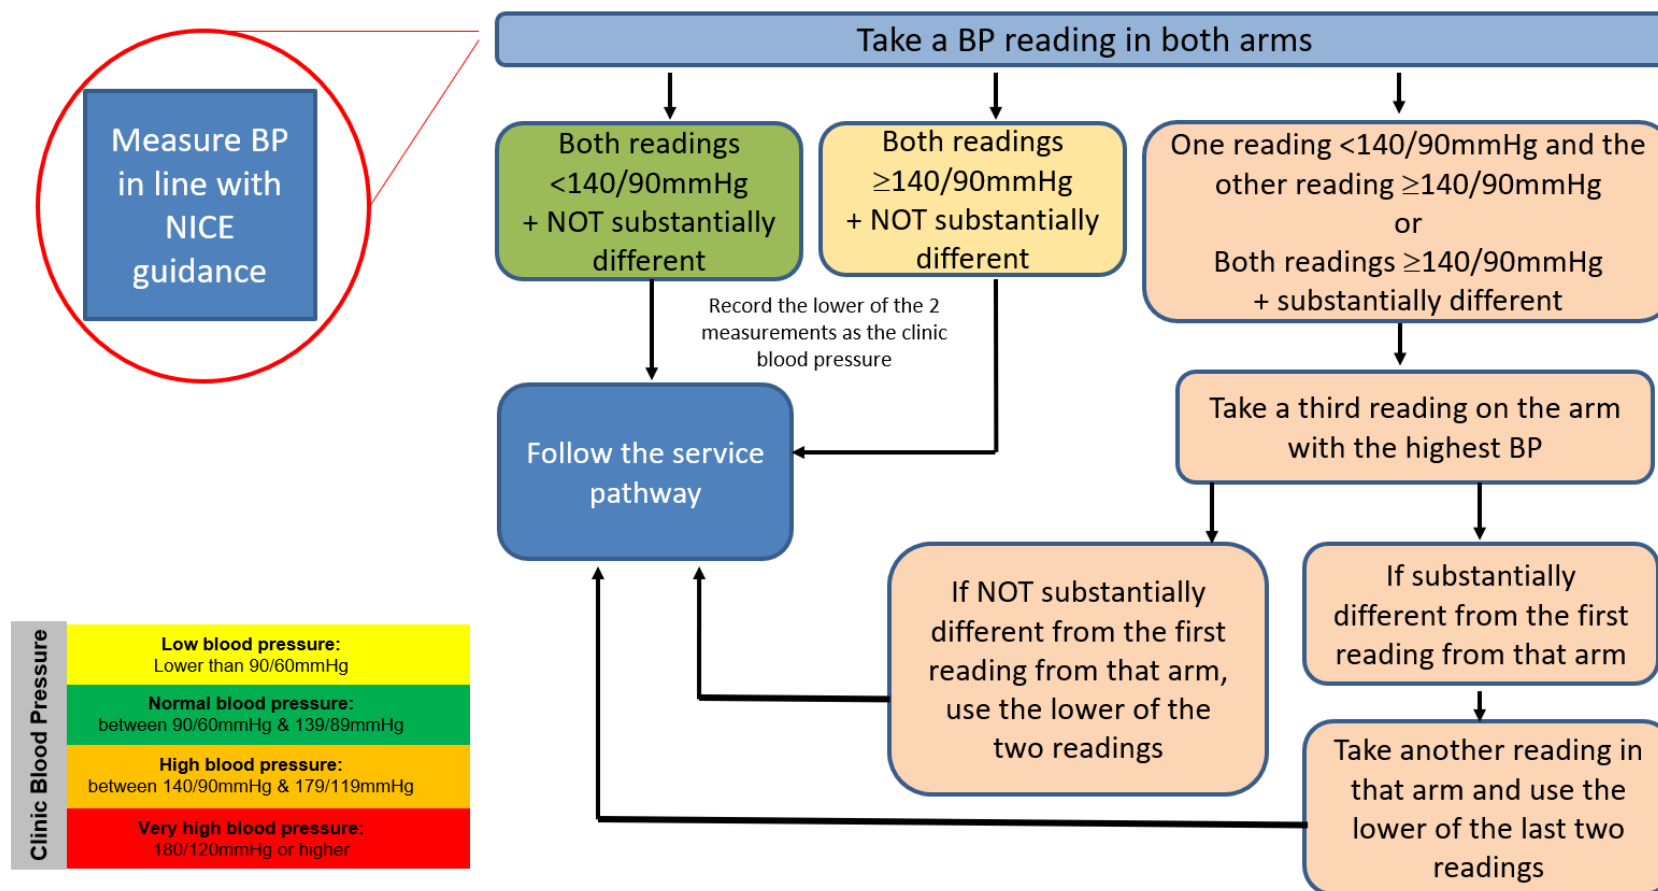 Measure BP
in line with
NICE
guidance
Take a BP reading in both arms
Both readings
<140/90mmHg
+ NOT substantially
different
Both readings
≥140/90mmHg
+ NOT substantially
different
One reading <140/90mmHg and the
other reading ≥140/90mmHg
or
Both readings ≥140/90mmHg
+ substantially different
Record the lower of the 2
measurements as the clinic
blood pressure
Follow the service
pathway
Take a third reading on the arm
with the highest BP
If NOT substantially
different from the first
reading from that arm,
use the lower of the
two readings
If substantially
different from the first
reading from that arm
Take another reading in
that arm and use the
lower of the last two
readings
Clinic Blood Pressure
Low blood pressure:
Lower than 90/60mmHg
Normal blood pressure:
between 90/60mmHg & 139/89mmHg
High blood pressure:
between 140/90mmHg & 179/119mmHg
Very high blood pressure:
180/120mmHg or higher